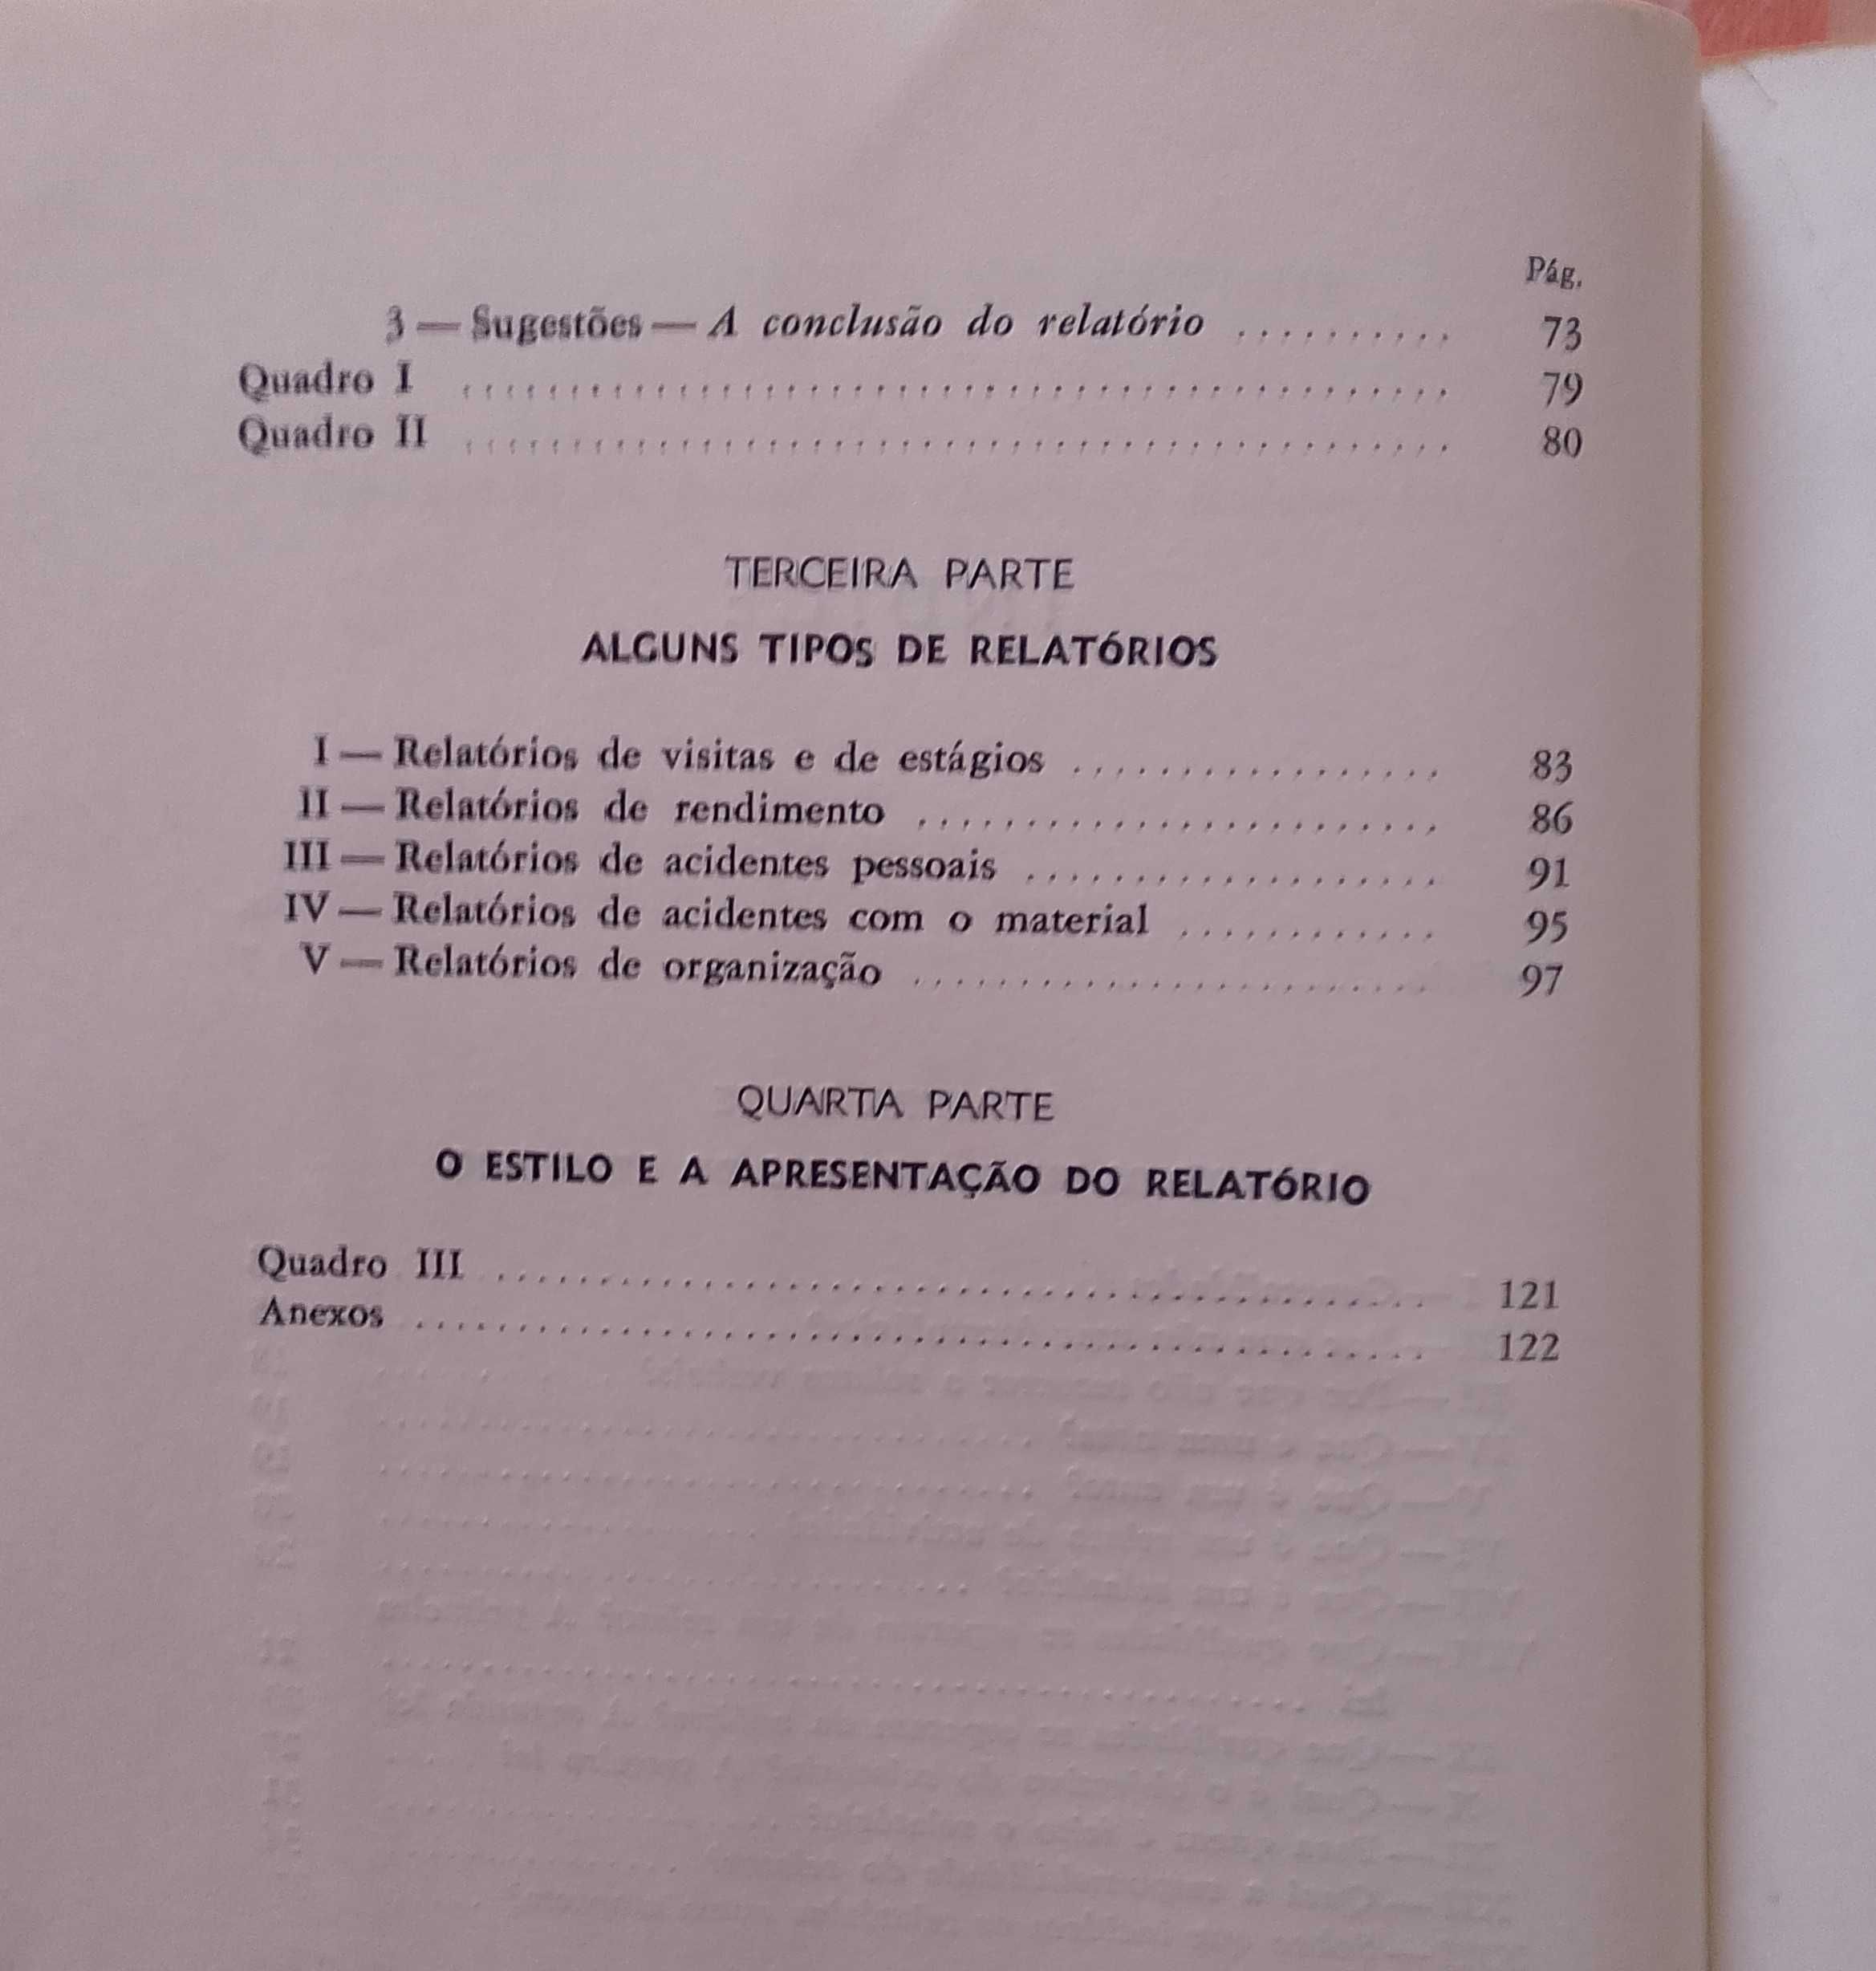 Pág.
3 — Sugestões — A conclusão do relatório .......... 73
Quadro I .............................................. 79
Quadro II .............................................. 80
TERCEIRA PARTE
ALGUNS TIPOS DE RELATÓRIOS
I — Relatórios de visitas e de estágios ................. 83
II — Relatórios de rendimento ........................ 86
III — Relatórios de acidentes pessoais ................... 91
IV — Relatórios de acidentes com o material ............ 95
V — Relatórios de organização ........................ 97
QUARTA PARTE
O ESTILO E A APRESENTAÇÃO DO RELATÓRIO
Quadro III ............................................. 121
Anexos ................................................. 122